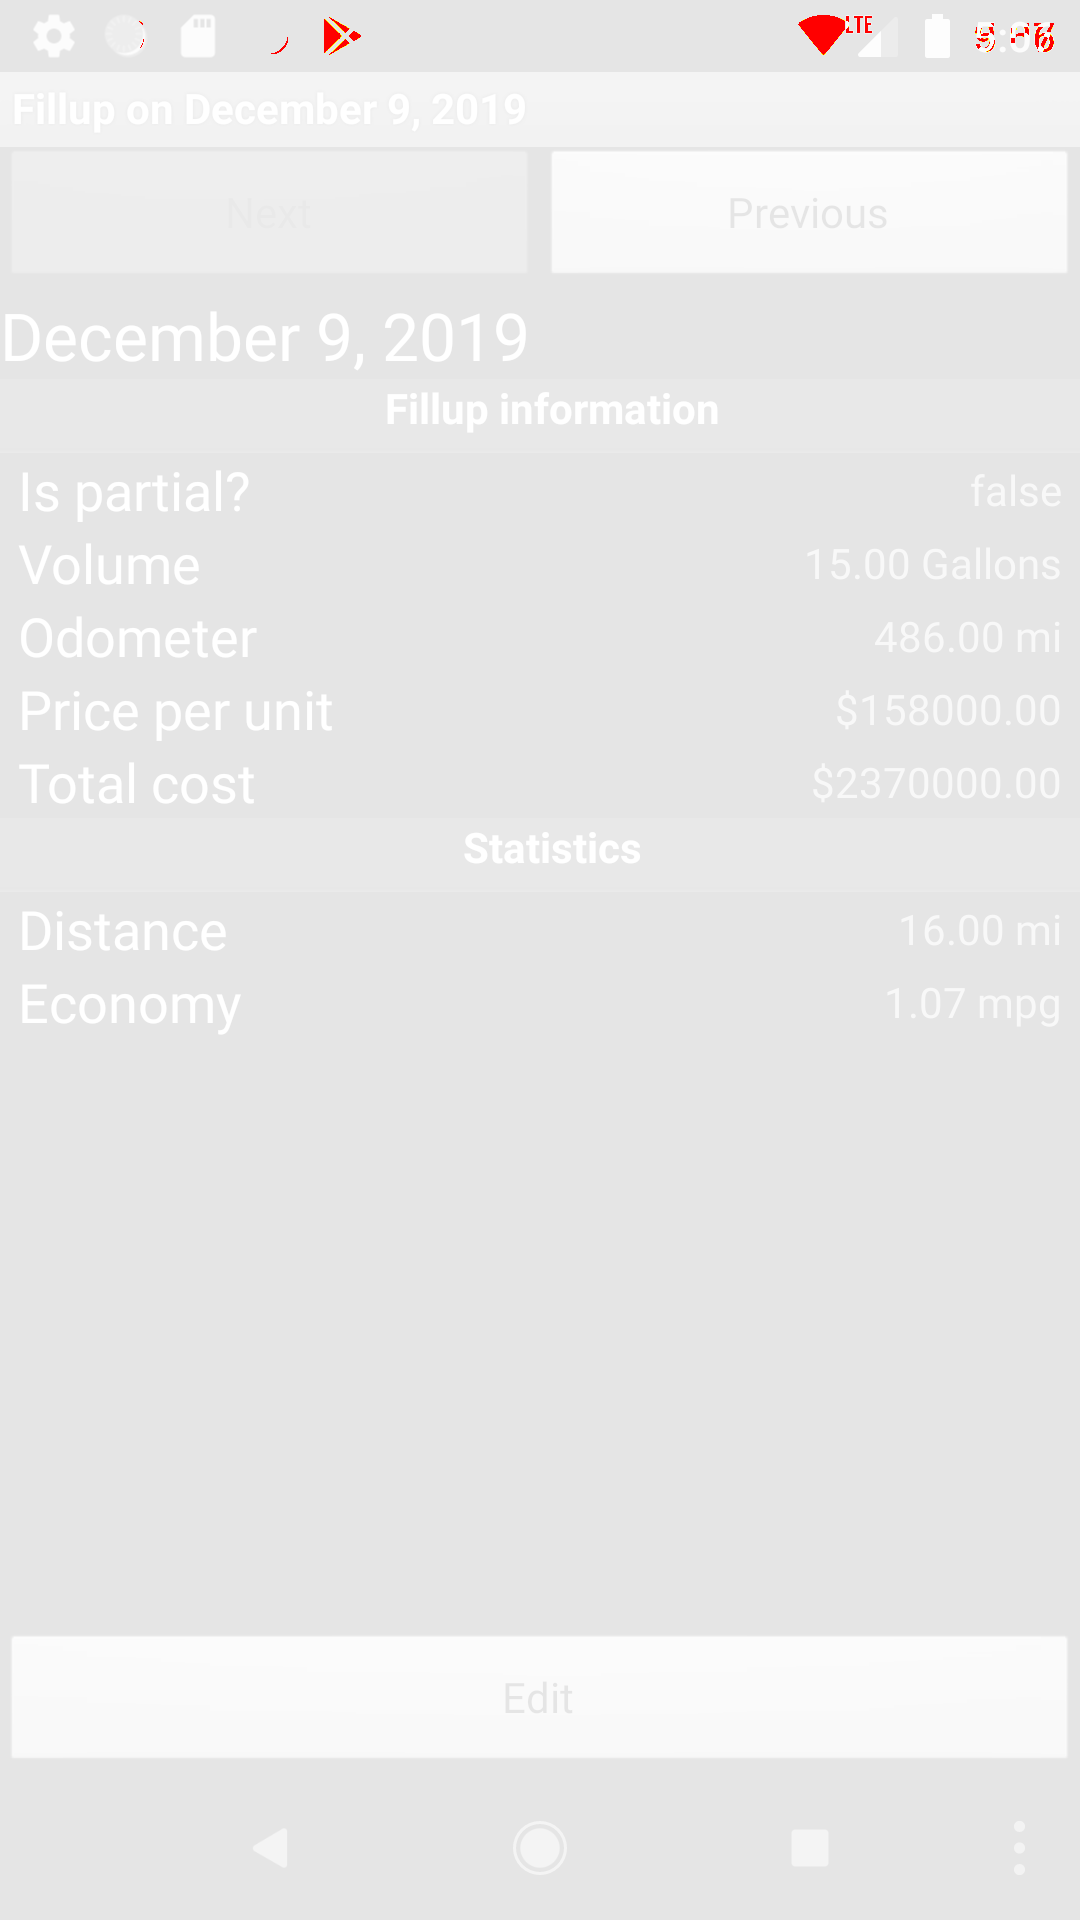 LTE
Fillup on December 9, 2019
Next
Previous
December 9, 2019
Fillup information
Is partial?
false
Volume
15.00 Gallons
Odometer
486.00 mi
Price per unit
$158000.00
Total cost
$2370000.00
Statistics
Distance
16.00 mi
Economy
1.07 mpg
Edit